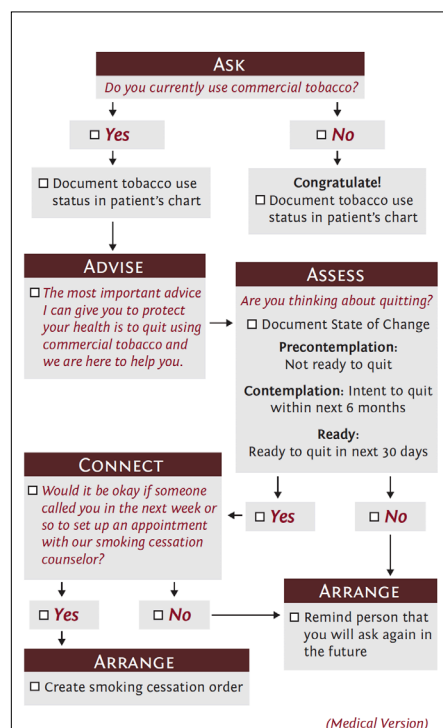 ASK
Do you currently use commercial tobacco?
☐ Yes
☐ No
☐ Document tobacco use
status in patient's chart
Congratulate!
☐ Document tobacco use
status in patient's chart
ADVISE
☐ The most important advice
I can give you to protect
your health is to quit using
commercial tobacco and
we are here to help you.
ASSESS
Are you thinking about quitting?
☐ Document State of Change
Precontemplation:
Not ready to quit
Contemplation: Intent to quit
within next 6 months
Ready:
Ready to quit in next 30 days
☐ Yes
☐ No
CONNECT
☐ Would it be okay if someone
called you in the next week or
so to set up an appointment
with our smoking cessation
counselor?
☐ Yes
☐ No
ARRANGE
☐ Remind person that
you will ask again in
the future
ARRANGE
☐ Create smoking cessation order
(Medical Version)